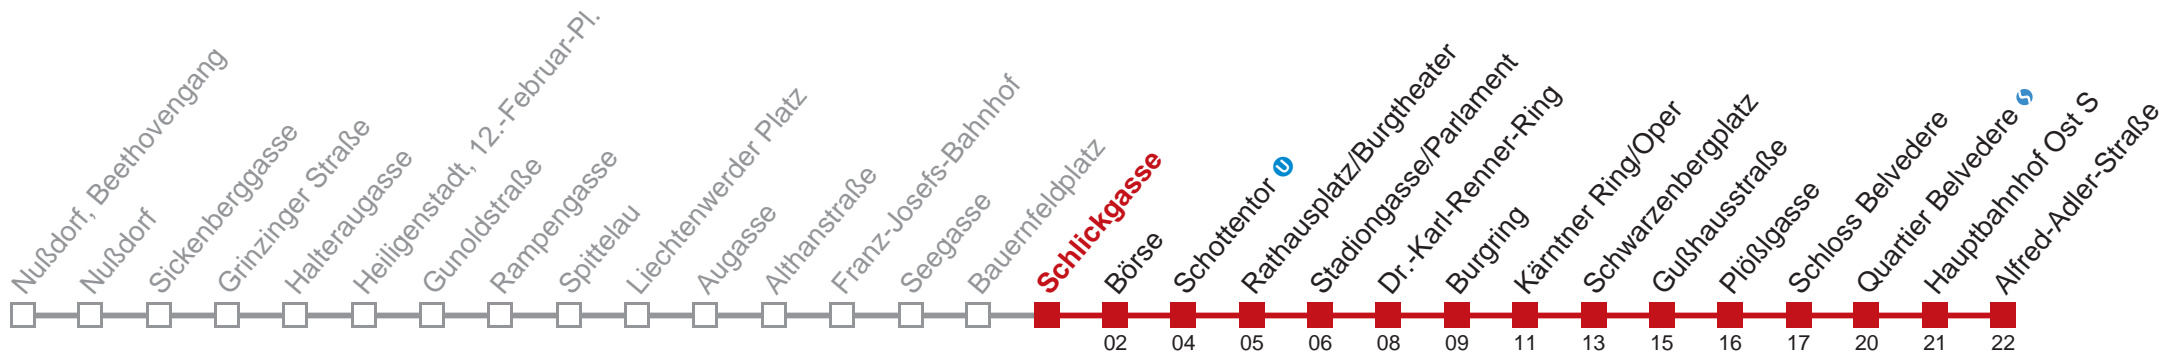 Nußdorf, Beethovengang
Nußdorf
Sickenberggasse
Grinzinger Straße
Halteraugasse
Heiligenstadt, 12.-Februar-Pl.
Gunoldstraße
Rampengasse
Spittelau
Liechtenwerder Platz
Augasse
Althanstraße
Franz-Josefs-Bahnhof
Seegasse
Bauernfeldplatz
Schlickgasse
Börse
Schottentor U
Rathausplatz/Burgtheater
Stadiongasse/Parlament
Dr.-Karl-Renner-Ring
Burgring
Kärntner Ring/Oper
Schwarzenbergplatz
Gußhausstraße
Plößlgasse
Schloss Belvedere
Quartier Belvedere S
Hauptbahnhof Ost S
Alfred-Adler-Straße
02 04 05 06 08 09 11 13 15 16 17 20 21 22